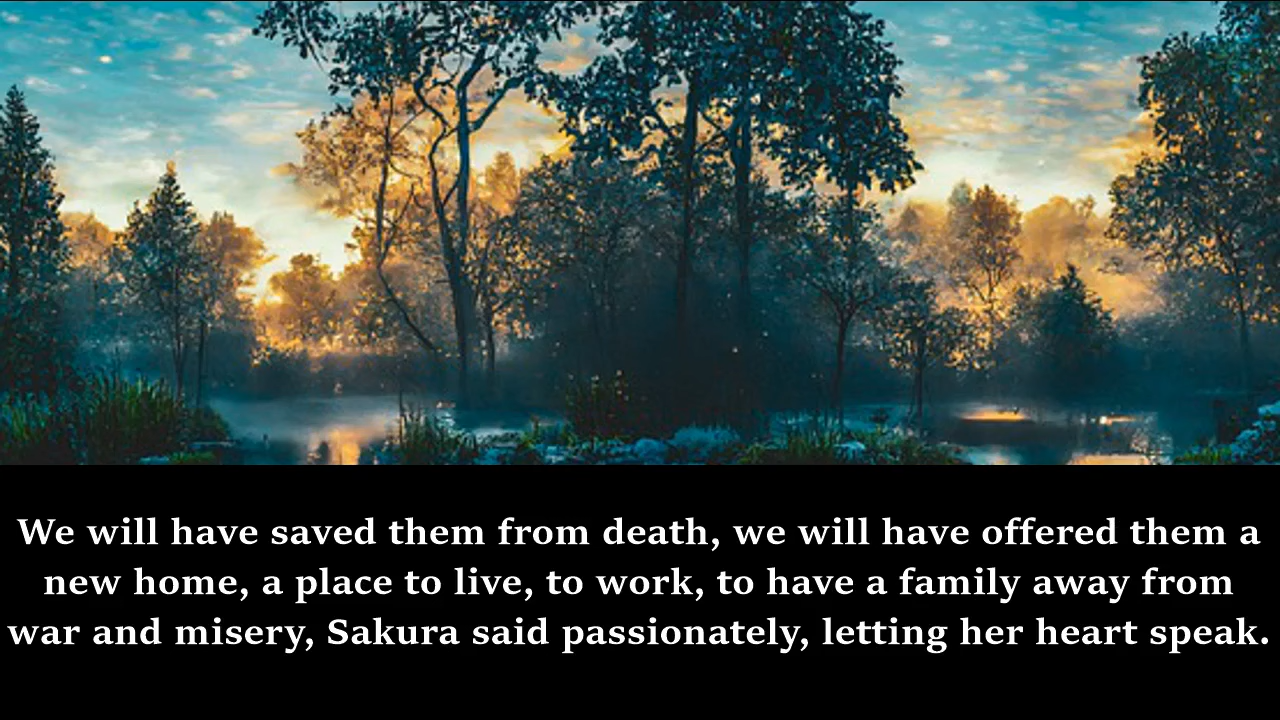 We will have saved them from death, we will have offered them a
new home, a place to live, to work, to have a family away from
war and misery, Sakura said passionately, letting her heart speak.